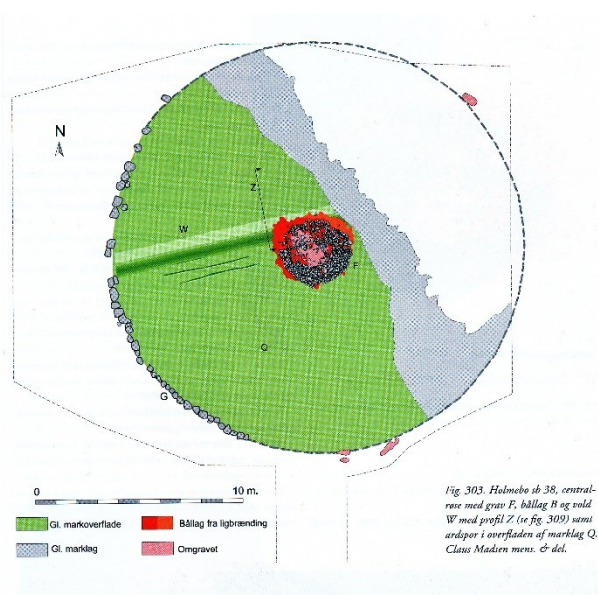 N
Z
W
F
Q
G
0 10 m.
Gl. markoverflade
Bållag fra ligbrænding
Gl. marklag
Omgravet
Fig. 303. Holmebo sb 38, central-
røse med grav F, bållag B og vold
W med profil Z (se fig. 309) samt
ardspor i overfladen af marklag Q.
Claus Madsen mens. & del.